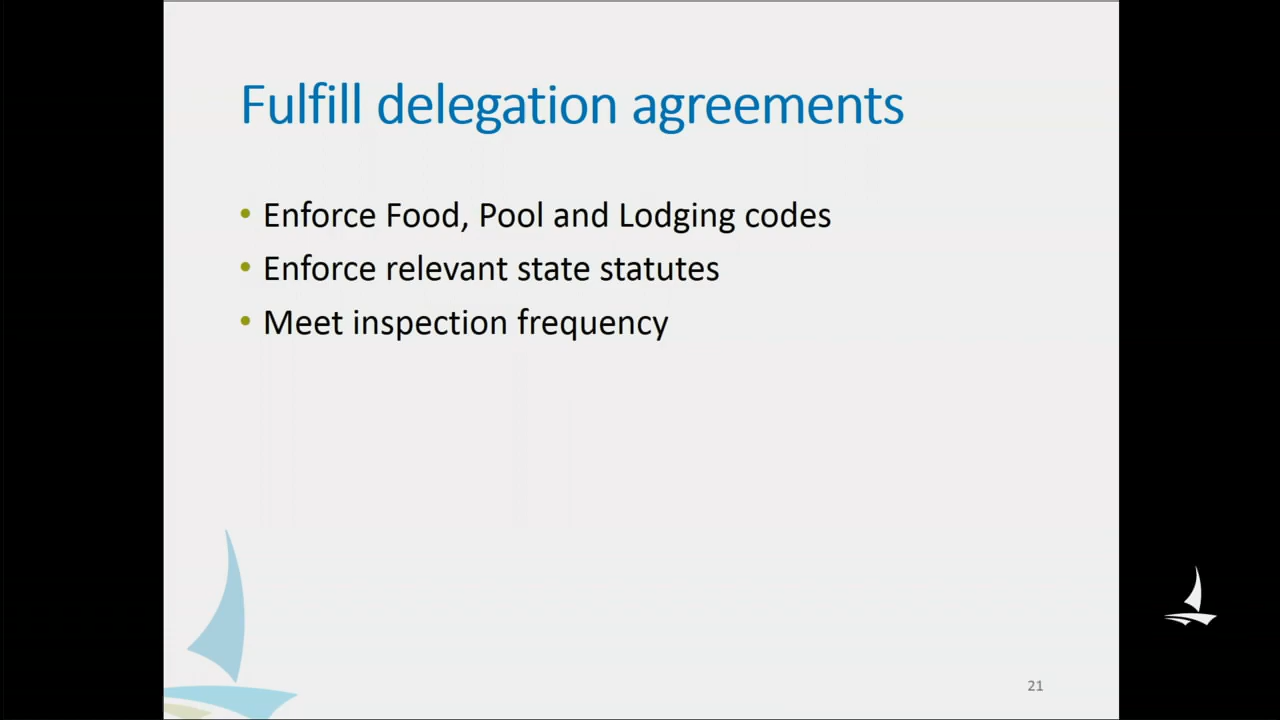 Fulfill delegation agreements
• Enforce Food, Pool and Lodging codes
• Enforce relevant state statutes
• Meet inspection frequency
21